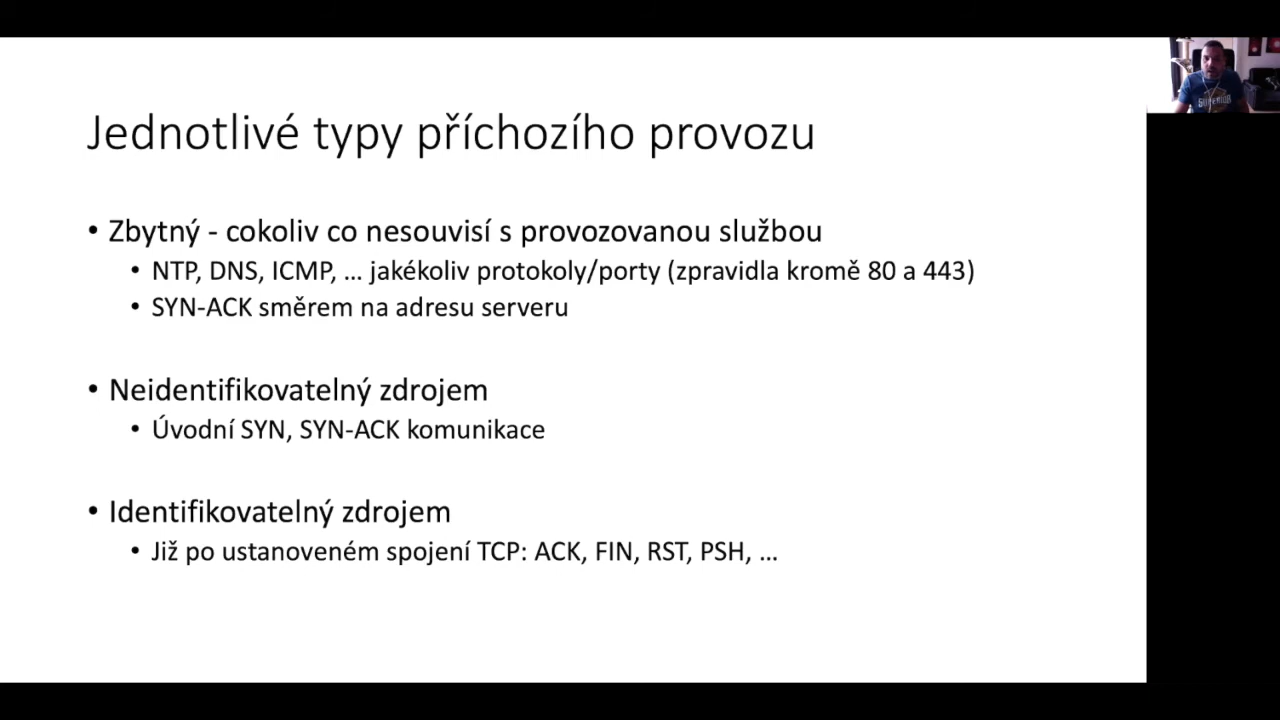 Jednotlivé typy příchozího provozu
• Zbytný - cokoliv co nesouvisí s provozovanou službou
• NTP, DNS, ICMP, … jakékoliv protokoly/porty (zpravidla kromě 80 a 443)
• SYN-ACK směrem na adresu serveru
• Neidentifikovatelný zdrojem
• Úvodní SYN, SYN-ACK komunikace
• Identifikovatelný zdrojem
• Již po ustanoveném spojení TCP: ACK, FIN, RST, PSH, …
SUPERIOR